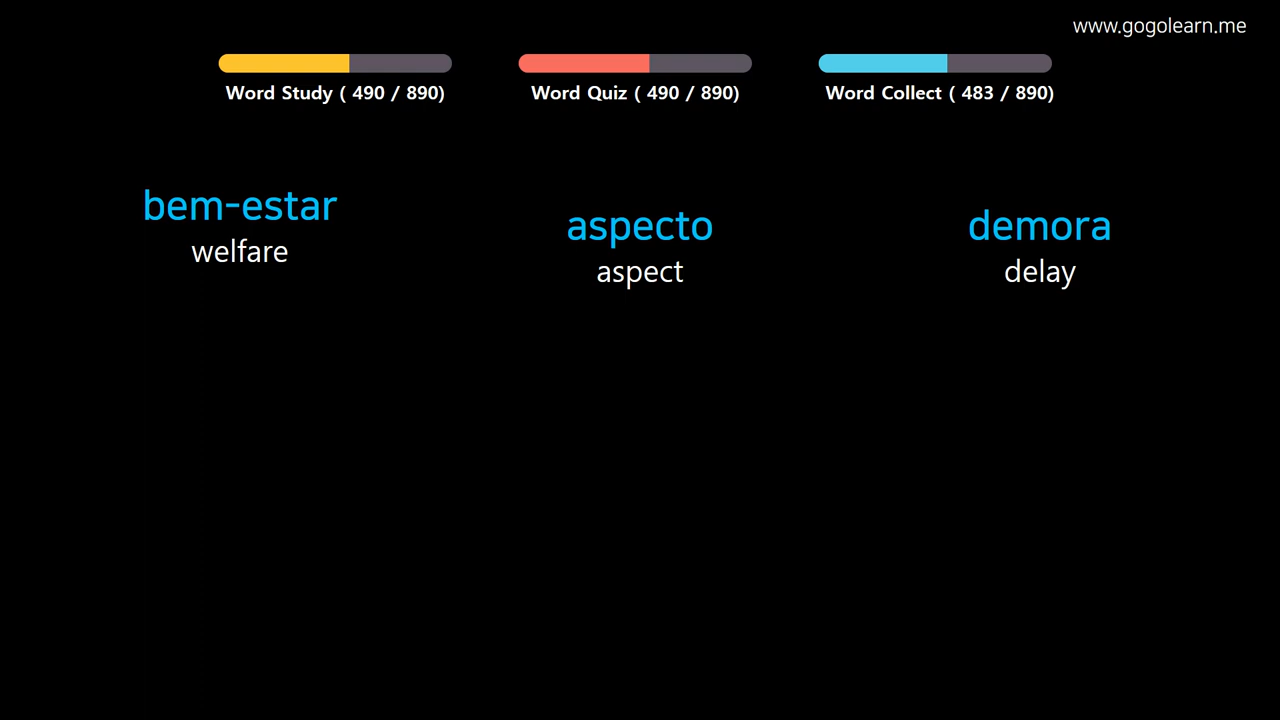 www.gogolearn.me
Word Study ( 490 / 890)
Word Quiz ( 490 / 890)
Word Collect ( 483 / 890)
bem-estar
welfare
aspecto
aspect
demora
delay